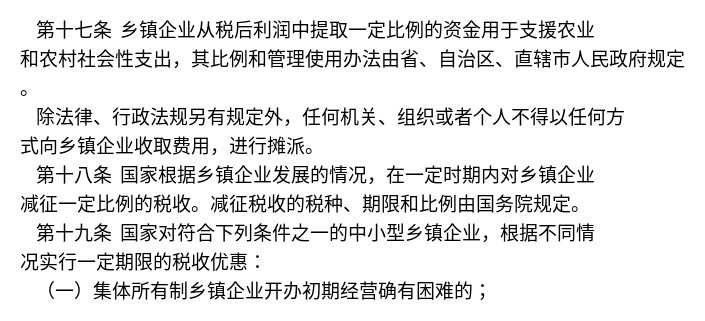 第十七条 乡镇企业从税后利润中提取一定比例的资金用于支援农业
和农村社会性支出，其比例和管理使用办法由省、自治区、直辖市人民政府规定
。
除法律、行政法规另有规定外，任何机关、组织或者个人不得以任何方
式向乡镇企业收取费用，进行摊派。
第十八条 国家根据乡镇企业发展的情况，在一定时期内对乡镇企业
减征一定比例的税收。减征税收的税种、期限和比例由国务院规定。
第十九条 国家对符合下列条件之一的中小型乡镇企业，根据不同情
况实行一定期限的税收优惠：
（一）集体所有制乡镇企业开办初期经营确有困难的；